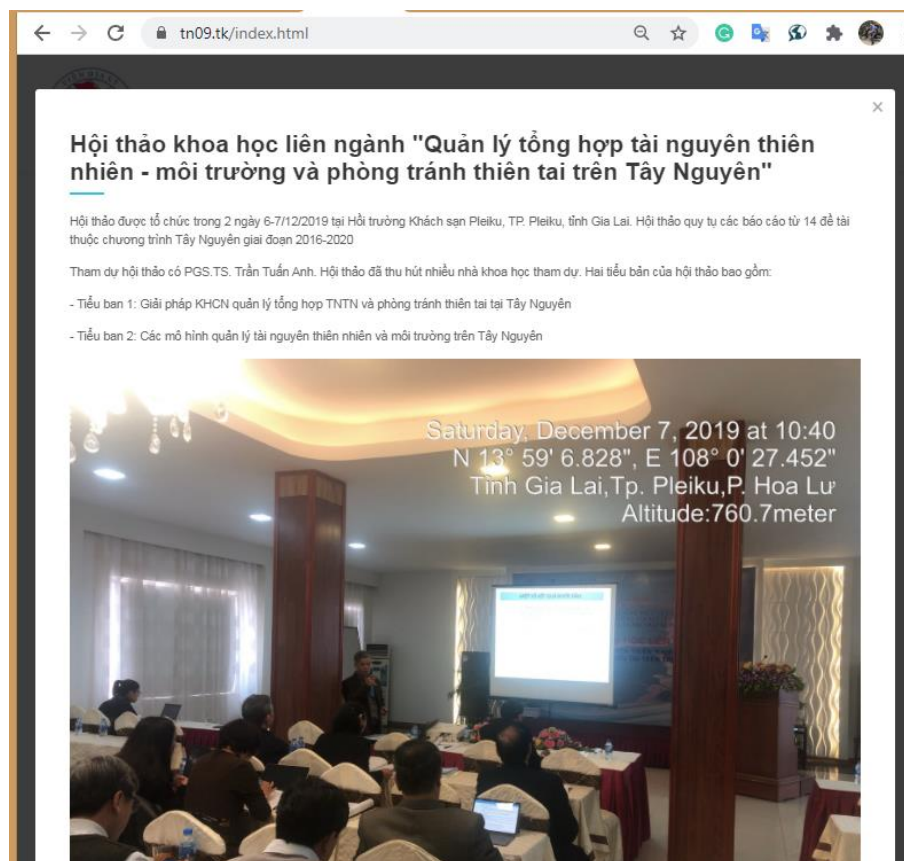 tn09.tk/index.html
Hội thảo khoa học liên ngành "Quản lý tổng hợp tài nguyên thiên
nhiên - môi trường và phòng tránh thiên tai trên Tây Nguyên"
Hội thảo được tổ chức trong 2 ngày 6-7/12/2019 tại Hồi trường Khách sạn Pleiku, TP. Pleiku, tỉnh Gia Lai. Hội thảo quy tụ các báo cáo từ 14 đề tài
thuộc chương trình Tây Nguyên giai đoạn 2016-2020
Tham dự hội thảo có PGS.TS. Trần Tuấn Anh. Hội thảo đã thu hút nhiều nhà khoa học tham dự. Hai tiểu bản của hội thảo bao gồm:
- Tiểu ban 1: Giải pháp KHCN quản lý tổng hợp TNTN và phòng tránh thiên tai tại Tây Nguyên
- Tiểu ban 2: Các mô hình quản lý tài nguyên thiên nhiên và môi trường trên Tây Nguyên
Saturday, December 7, 2019 at 10:40
N 13° 59' 6.828", E 108° 0' 27.452"
Tỉnh Gia Lai,Tp. Pleiku,P. Hoa Lư
Altitude:760.7meter